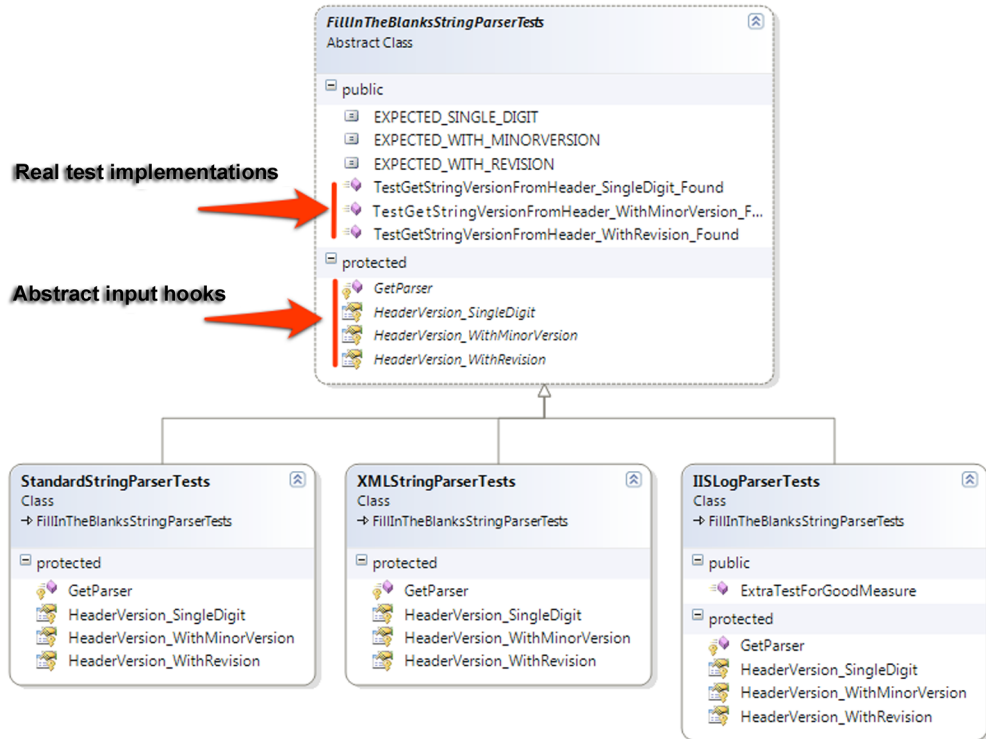 FillInTheBlanksStringParserTests
Abstract Class
public
EXPECTED_SINGLE_DIGIT
EXPECTED_WITH_MINORVERSION
EXPECTED_WITH_REVISION
Real test implementations
TestGetStringVersionFromHeader_SingleDigit_Found
TestGetStringVersionFromHeader_WithMinorVersion_F...
TestGetStringVersionFromHeader_WithRevision_Found
protected
Abstract input hooks
GetParser
HeaderVersion_SingleDigit
HeaderVersion_WithMinorVersion
HeaderVersion_WithRevision
StandardStringParserTests
Class
FillInTheBlanksStringParserTests
protected
GetParser
HeaderVersion_SingleDigit
HeaderVersion_WithMinorVersion
HeaderVersion_WithRevision
XMLStringParserTests
Class
FillInTheBlanksStringParserTests
protected
GetParser
HeaderVersion_SingleDigit
HeaderVersion_WithMinorVersion
HeaderVersion_WithRevision
IISLogParserTests
Class
FillInTheBlanksStringParserTests
public
ExtraTestForGoodMeasure
protected
GetParser
HeaderVersion_SingleDigit
HeaderVersion_WithMinorVersion
HeaderVersion_WithRevision